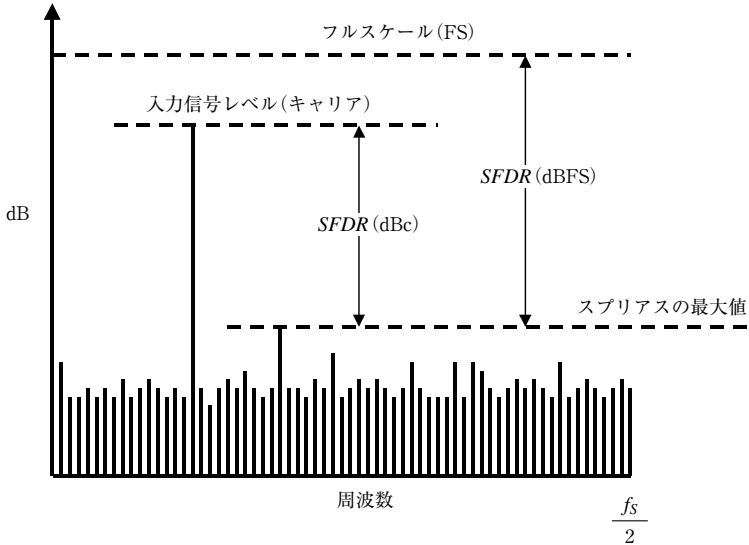 フルスケール(FS)
入力信号レベル(キャリア)
SFDR(dBFS)
dB
SFDR(dBc)
スプリアスの最大値
周波数
fS
2